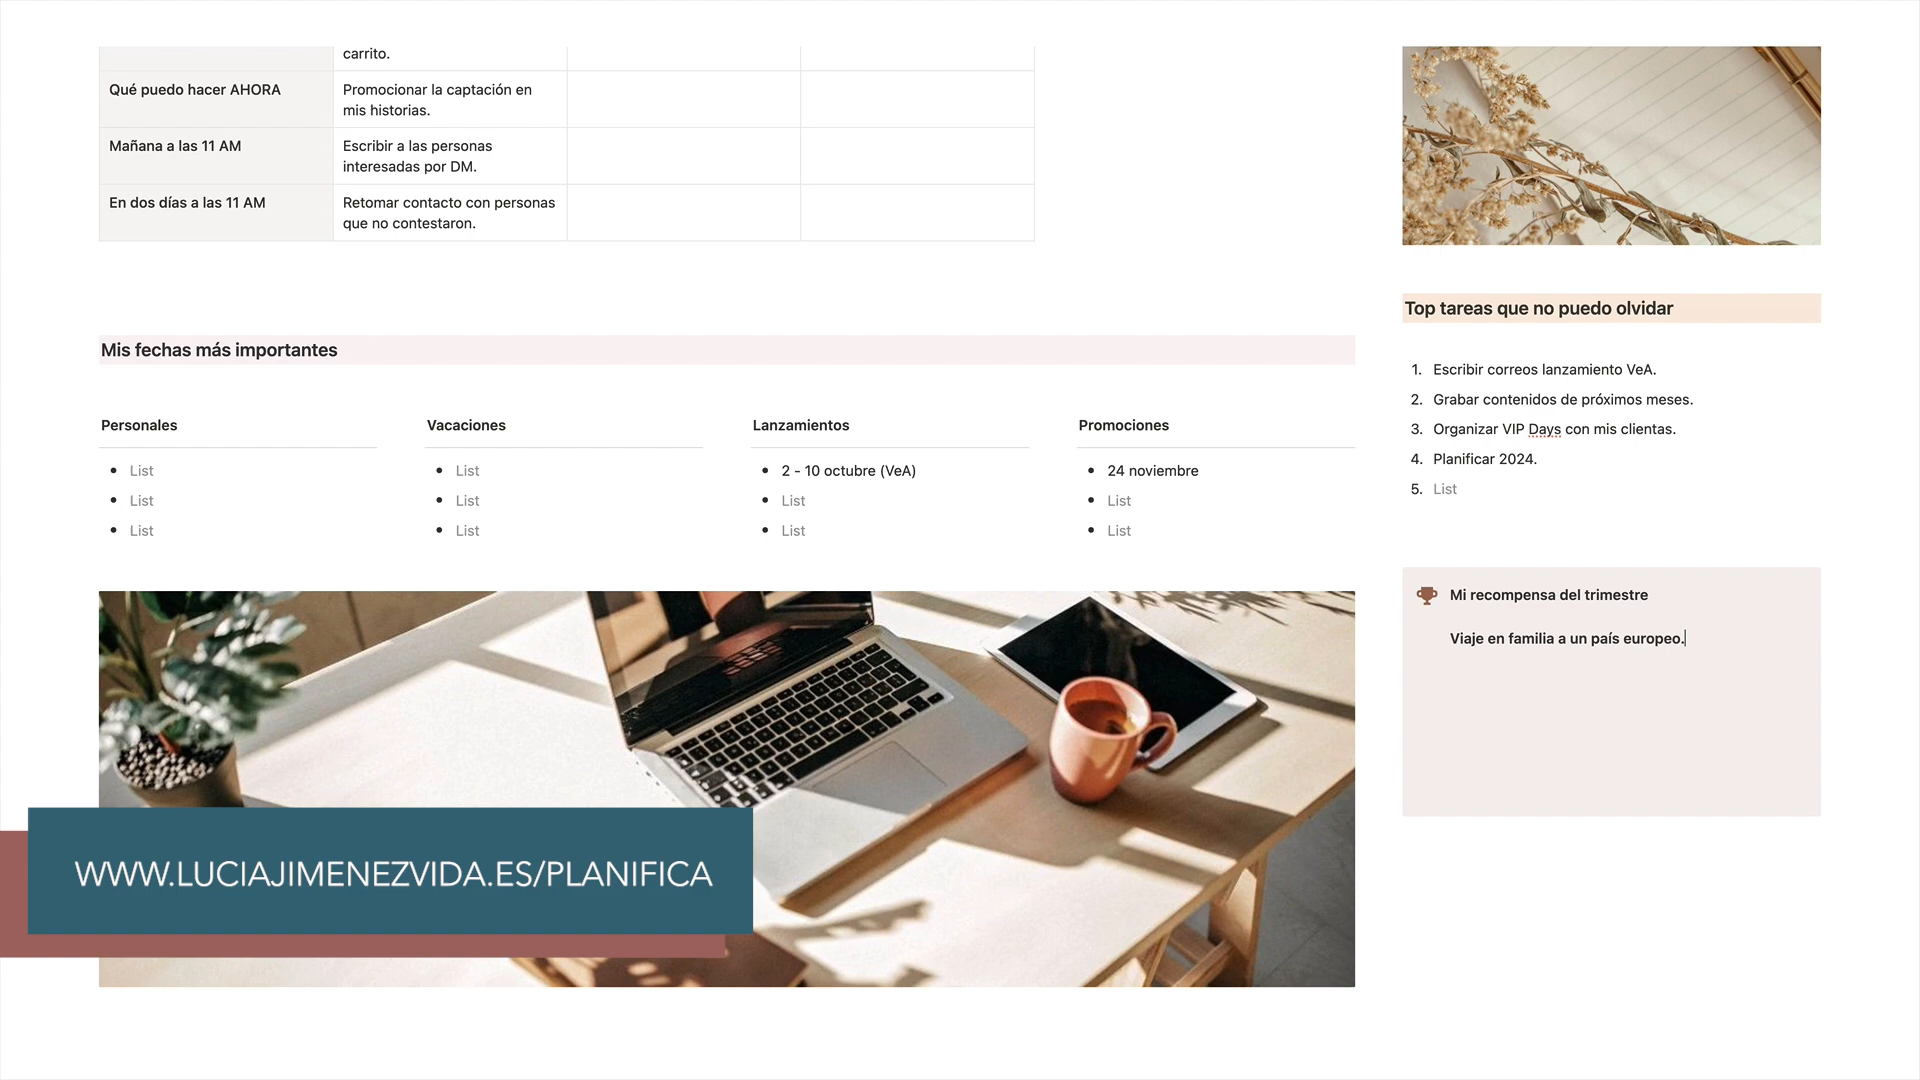 carrito.
Qué puedo hacer AHORA
Promocionar la captación en
mis historias.
Mañana a las 11 AM
Escribir a las personas
interesadas por DM.
En dos días a las 11 AM
Retomar contacto con personas
que no contestaron.
Mis fechas más importantes
Personales
List
List
List
Vacaciones
List
List
List
Lanzamientos
2 - 10 octubre (VeA)
List
List
Promociones
24 noviembre
List
List
Top tareas que no puedo olvidar
1. Escribir correos lanzamiento VeA.
2. Grabar contenidos de próximos meses.
3. Organizar VIP Days con mis clientas.
4. Planificar 2024.
5. List
Mi recompensa del trimestre
Viaje en familia a un país europeo.
WWW.LUCIAJIMENEZVIDA.ES/PLANIFICA